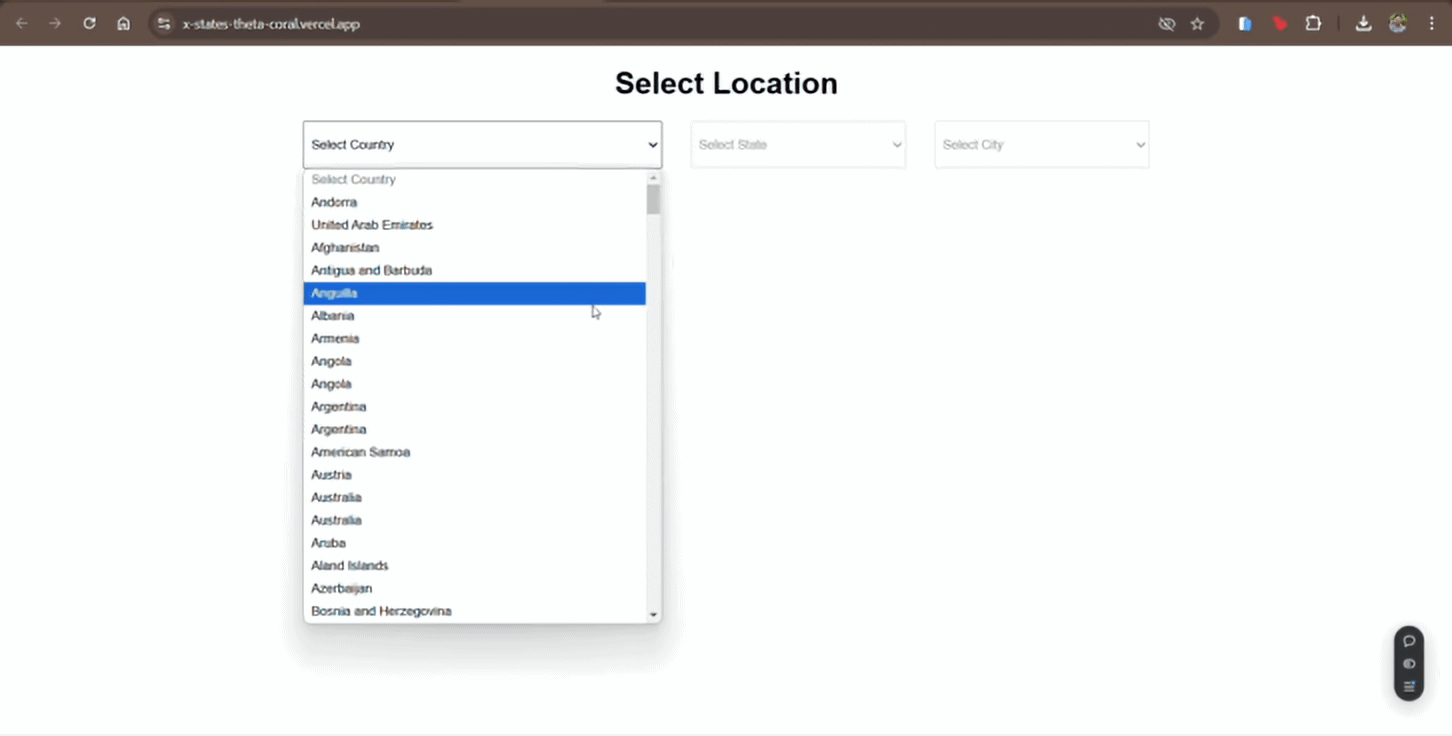 x-states-theta-coral.vercel.app
Select Location
Select Country
Select State
Select City
Select Country
Andorra
United Arab Emirates
Afghanistan
Antigua and Barbuda
Anguilla
Albania
Armenia
Angola
Angola
Argentina
Argentina
American Samoa
Austria
Australia
Australia
Aruba
Aland Islands
Azerbaijan
Bosnia and Herzegovina